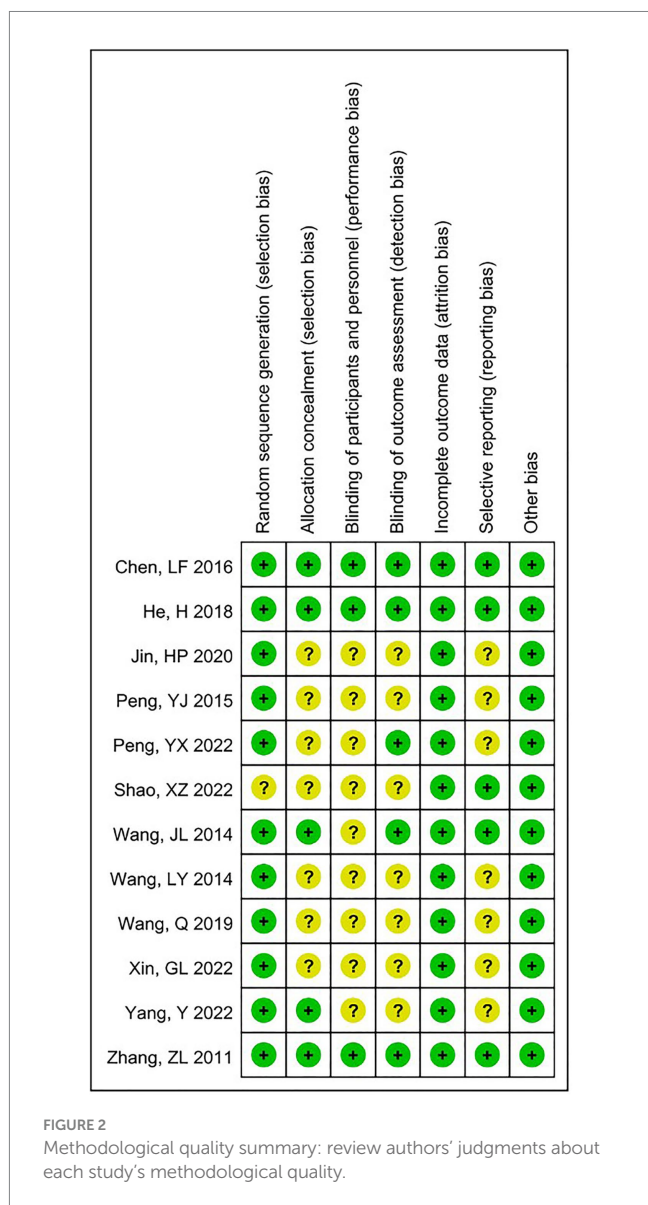 Random sequence generation (selection bias)
Allocation concealment (selection bias)
Blinding of participants and personnel (performance bias)
Blinding of outcome assessment (detection bias)
Incomplete outcome data (attrition bias)
Selective reporting (reporting bias)
Other bias
Chen, LF 2016 + + + + + + +
He, H 2018 + + + + + + +
Jin, HP 2020 + ? ? ? + ? +
Peng, YJ 2015 + ? ? ? + ? +
Peng, YX 2022 + ? ? + + ? +
Shao, XZ 2022 ? ? ? ? + + +
Wang, JL 2014 + + ? + + + +
Wang, LY 2014 + ? ? ? + ? +
Wang, Q 2019 + ? ? ? + ? +
Xin, GL 2022 + ? ? ? + ? +
Yang, Y 2022 + + ? ? + ? +
Zhang, ZL 2011 + + + + + + +
FIGURE 2
Methodological quality summary: review authors’ judgments about
each study’s methodological quality.